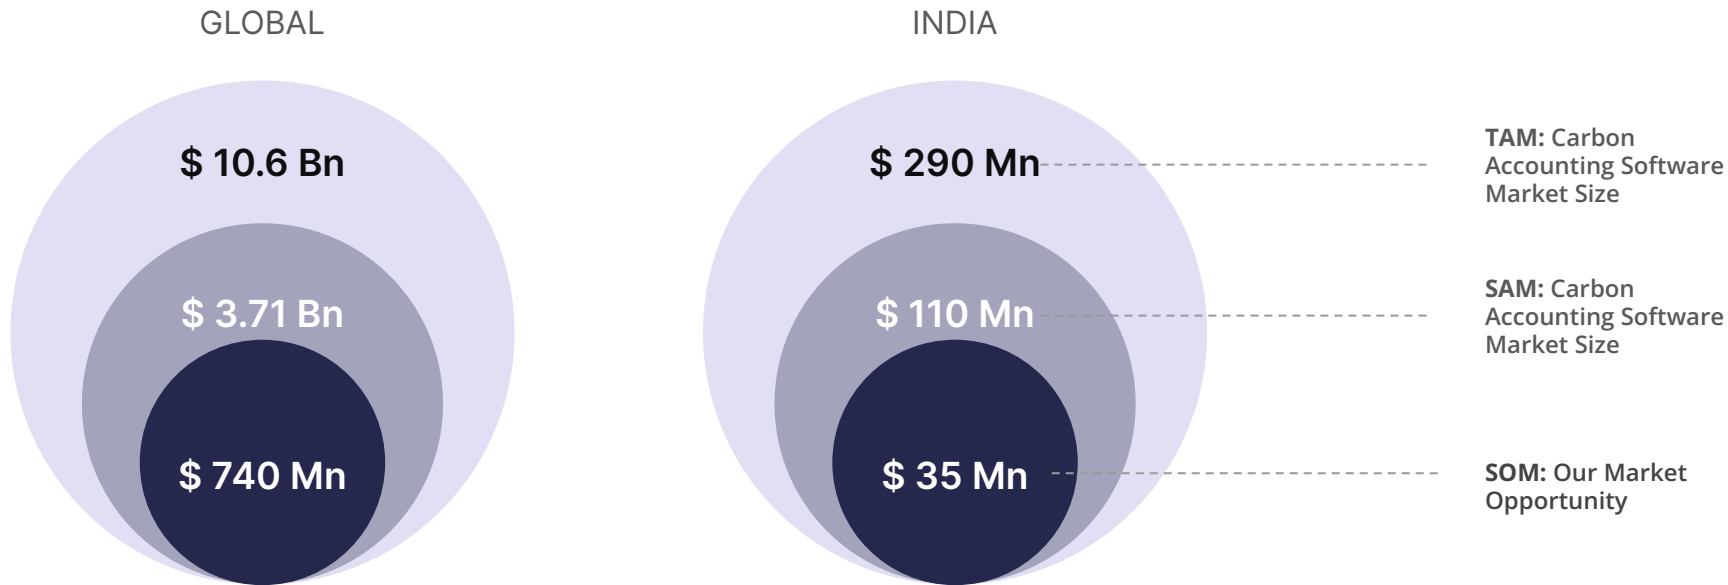 GLOBAL
$ 10.6 Bn
$ 3.71 Bn
$ 740 Mn
INDIA
$ 290 Mn
$ 110 Mn
$ 35 Mn
TAM: Carbon
Accounting Software
Market Size
SAM: Carbon
Accounting Software
Market Size
SOM: Our Market
Opportunity